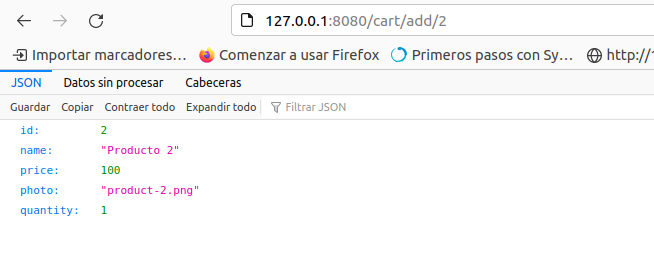 127.0.0.1:8080/cart/add/2
Importar marcadores... Comenzar a usar Firefox Primeros pasos con Sy... http://
JSON Datos sin procesar Cabeceras
Guardar Copiar Contraer todo Expandir todo Filtrar JSON
id: 2
name: "Producto 2"
price: 100
photo: "product-2.png"
quantity: 1